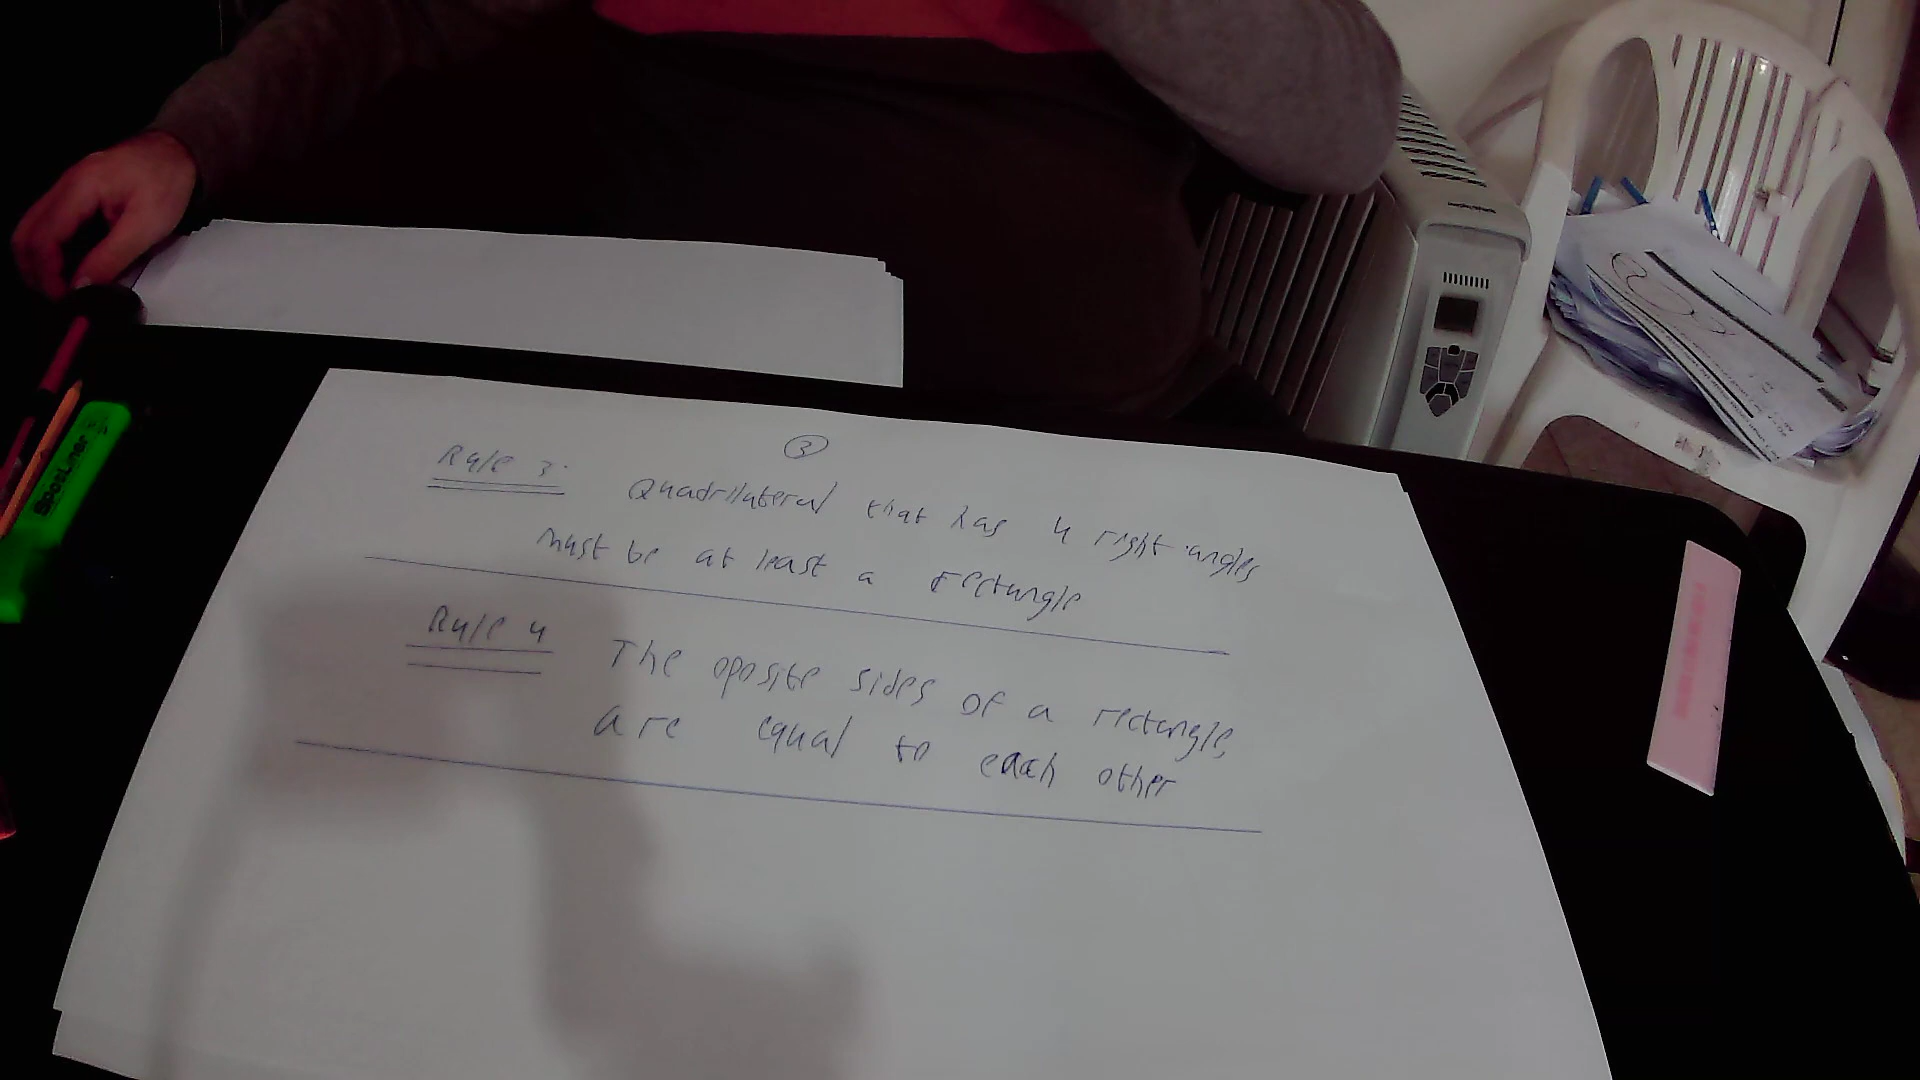 ③
Rule 3: Quadrilateral that has 4 right angles
must be at least a rectangle
Rule 4 The oposite sides of a rectangle,
are equal to each other
SpotLiner